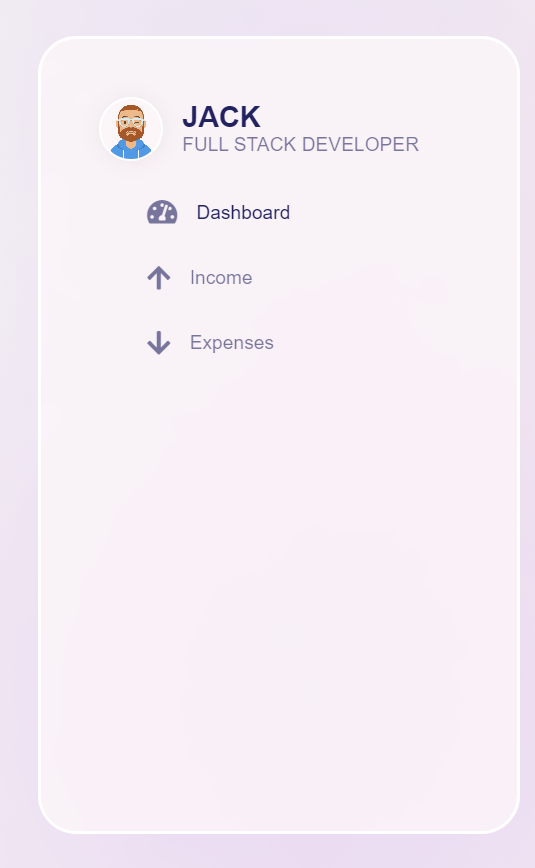 JACK
FULL STACK DEVELOPER
Dashboard
Income
Expenses